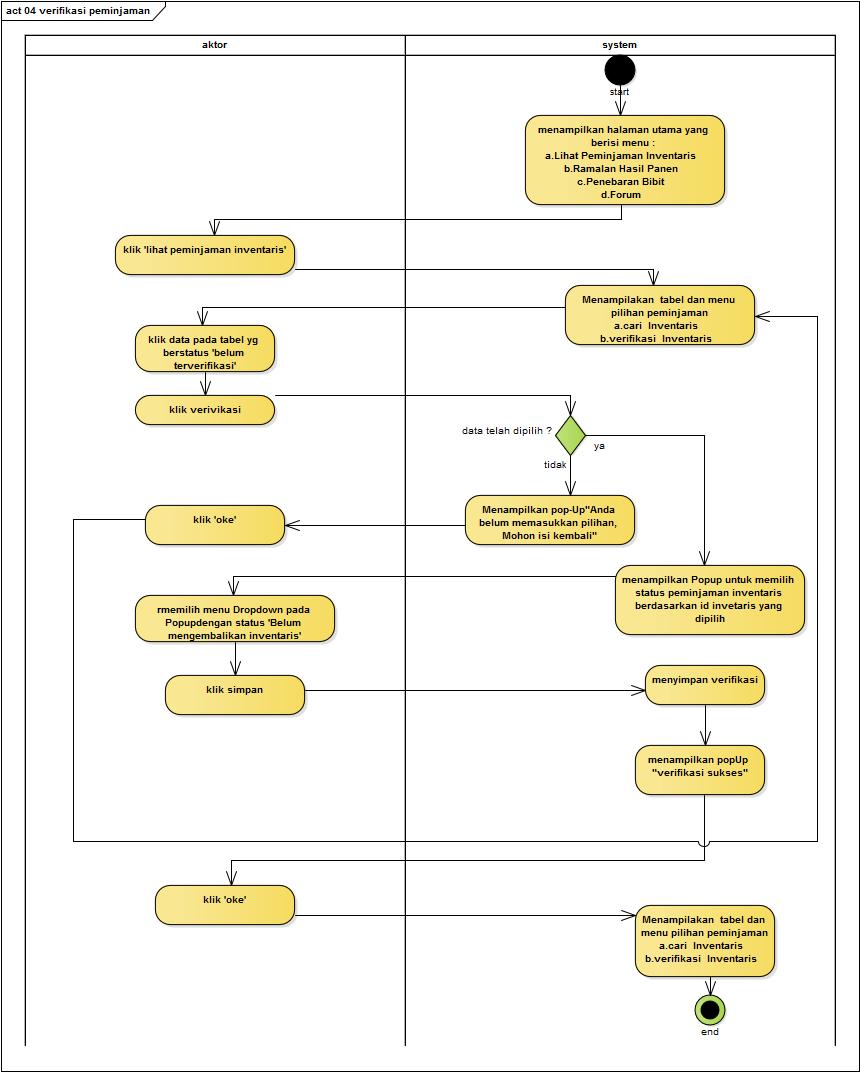 act 04 verifikasi peminjaman
aktor
system
start
menampilkan halaman utama yang
berisi menu :
a.Lihat Peminjaman Inventaris
b.Ramalan Hasil Panen
c.Penebaran Bibit
d.Forum
klik 'lihat peminjaman inventaris'
Menampilakan tabel dan menu
pilihan peminjaman
a.cari Inventaris
b.verifikasi Inventaris
klik data pada tabel yg
berstatus 'belum
terverifikasi'
klik verivikasi
data telah dipilih ?
ya
tidak
Menampilkan pop-Up"Anda
belum memasukkan pilihan,
Mohon isi kembali"
klik 'oke'
menampilkan Popup untuk memilih
status peminjaman inventaris
berdasarkan id invetaris yang
dipilih
rmemilih menu Dropdown pada
Popupdengan status 'Belum
mengembalikan inventaris'
klik simpan
menyimpan verifikasi
menampilkan popUp
"verifikasi sukses"
klik 'oke'
Menampilakan tabel dan
menu pilihan peminjaman
a.cari Inventaris
b.verifikasi Inventaris
end